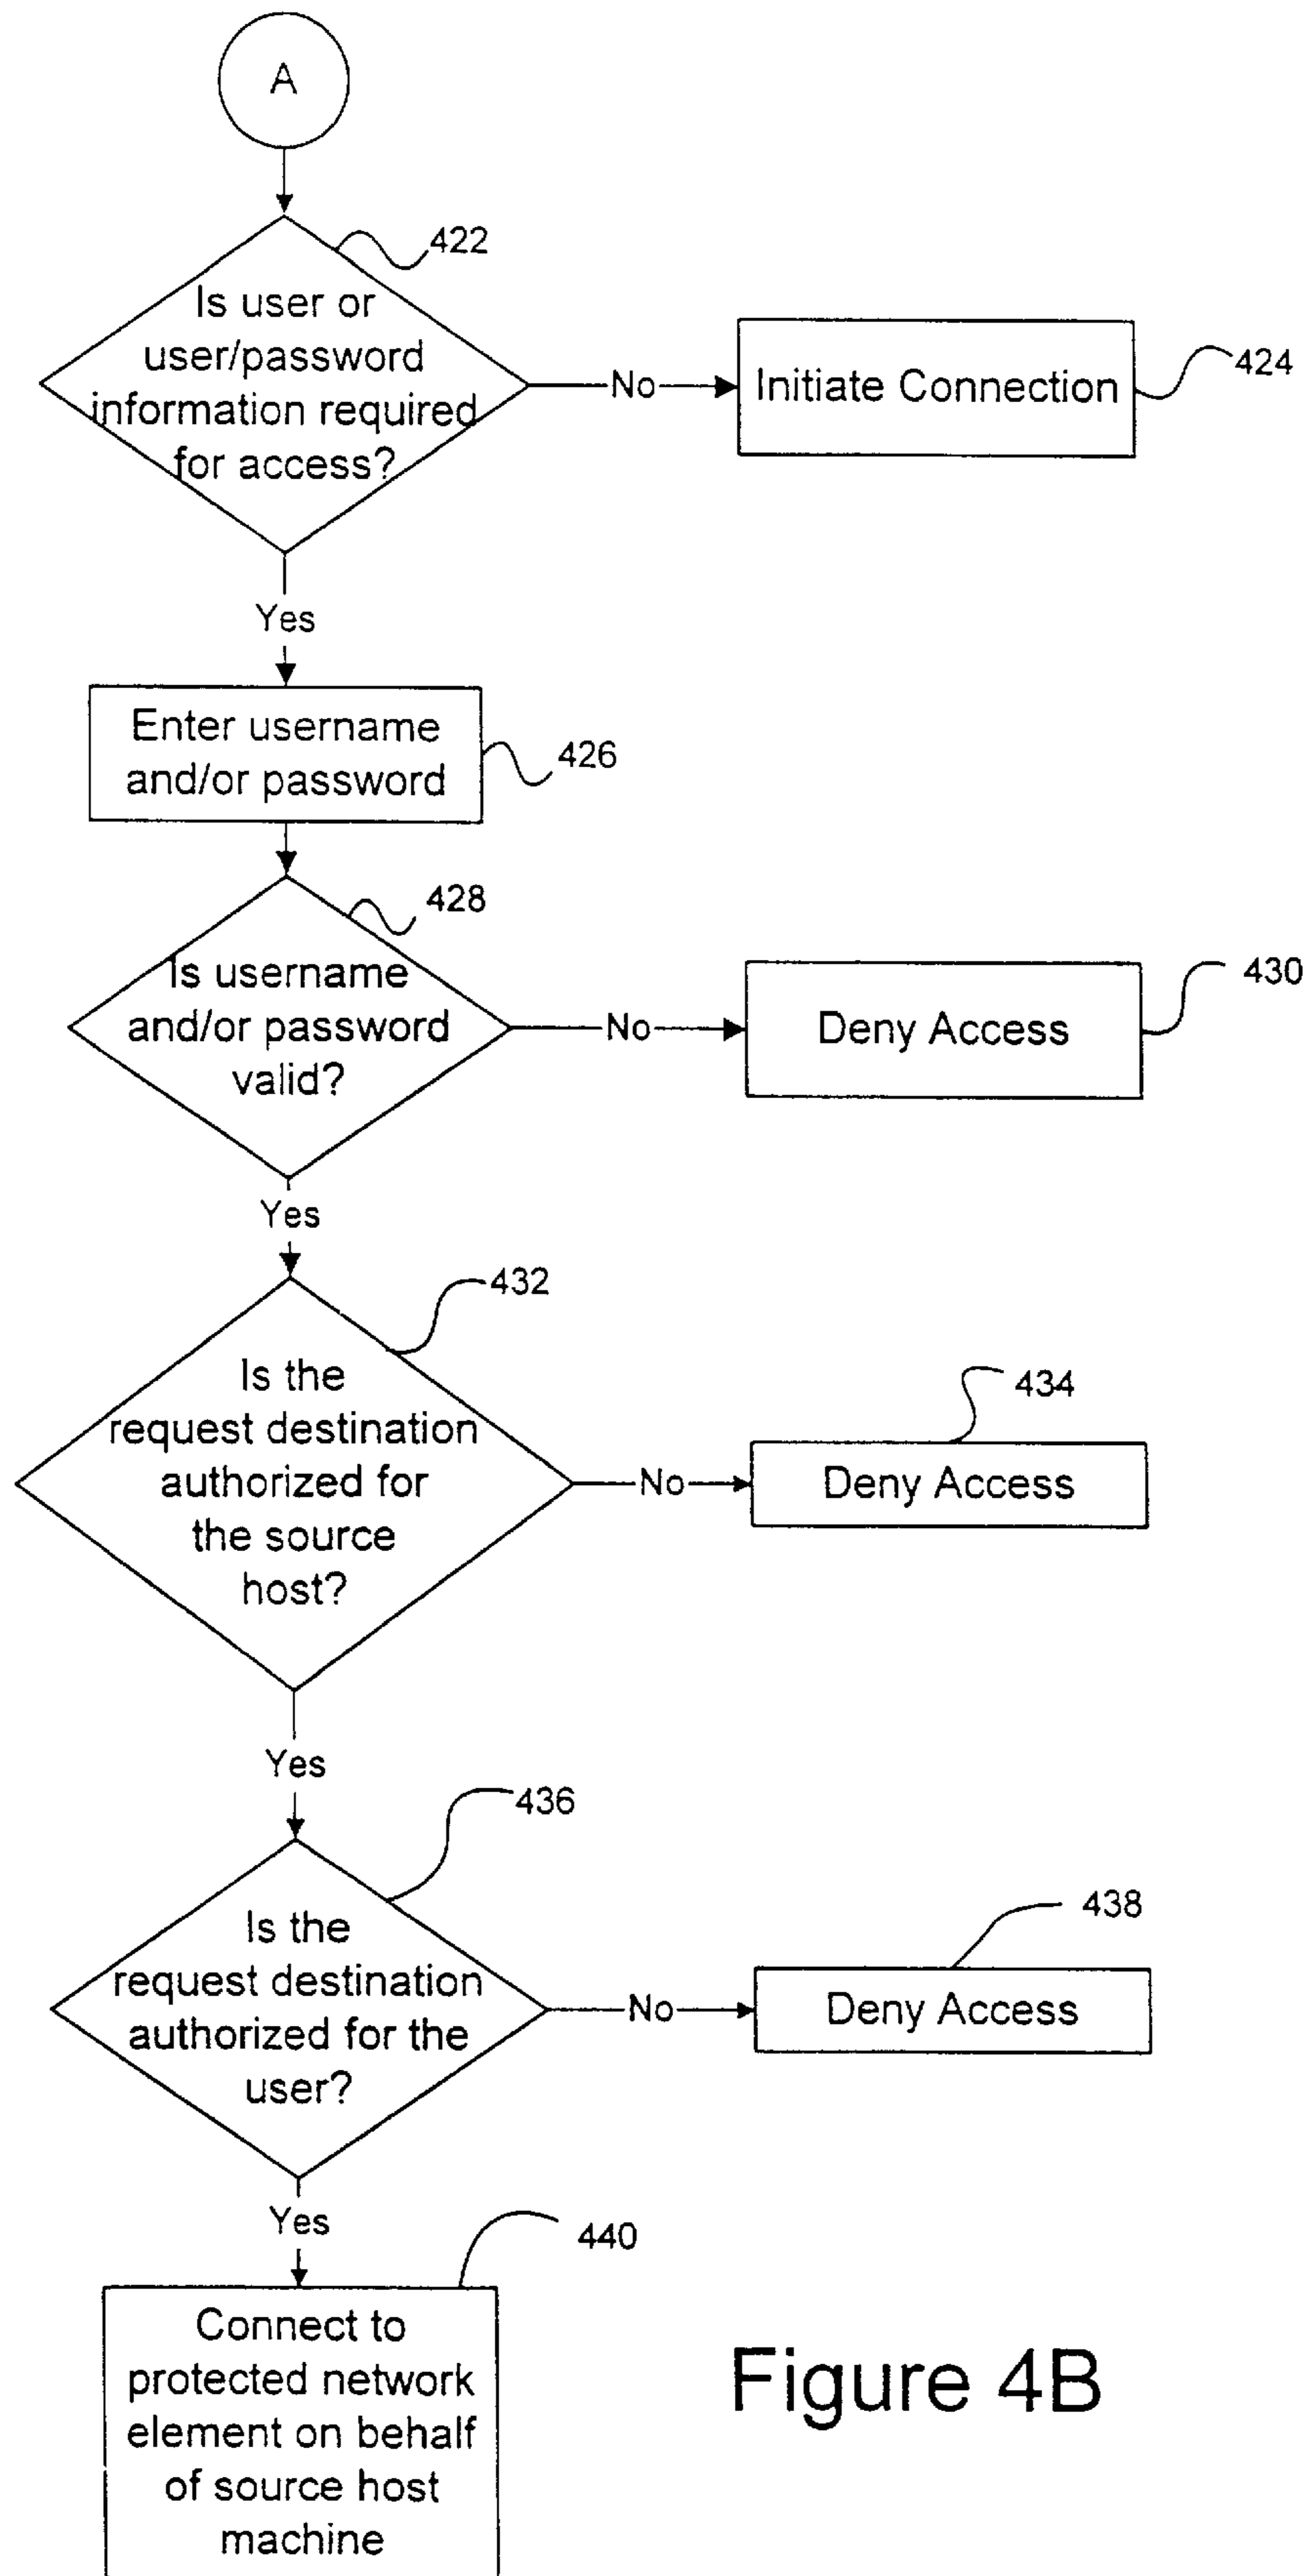 A
422
Is user or
user/password
information required
for access?
No
Initiate Connection
424
Yes
Enter username
and/or password
426
428
Is username
and/or password
valid?
No
Deny Access
430
Yes
432
Is the
request destination
authorized for
the source
host?
No
434
Deny Access
Yes
436
Is the
request destination
authorized for the
user?
No
438
Deny Access
Yes
440
Connect to
protected network
element on behalf
of source host
machine
Figure 4B